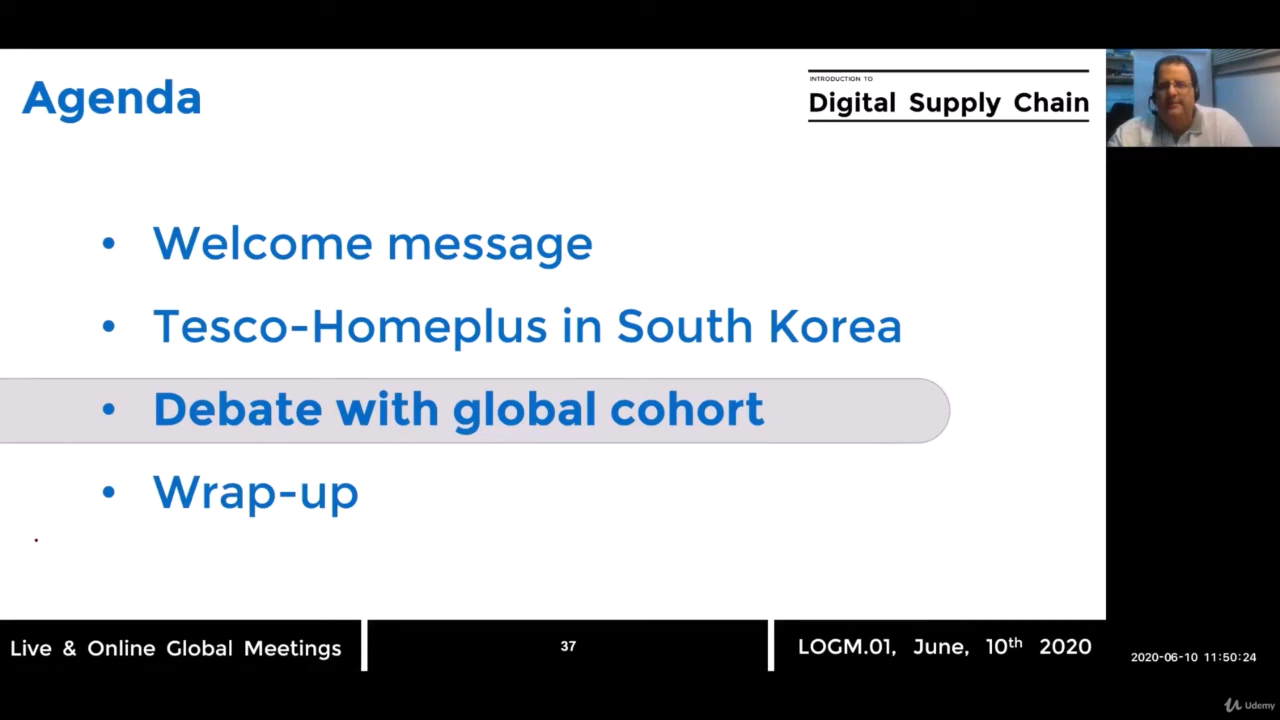 Agenda
INTRODUCTION TO
Digital Supply Chain
• Welcome message
• Tesco-Homeplus in South Korea
• Debate with global cohort
• Wrap-up
Live & Online Global Meetings
37
LOGM.01, June, 10th 2020
2020-06-10 11:50:24
Udemy